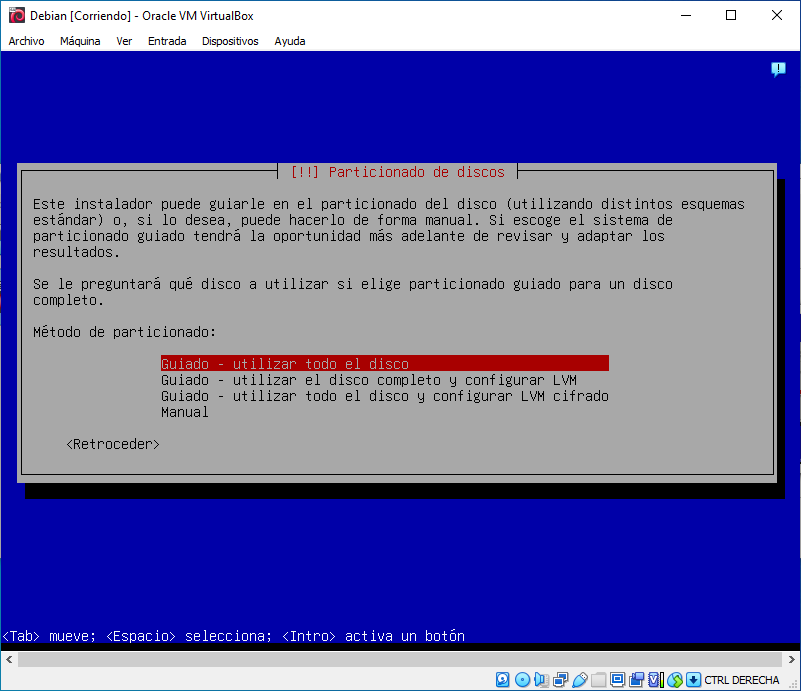 Debian [Corriendo] - Oracle VM VirtualBox
Archivo Máquina Ver Entrada Dispositivos Ayuda
[!!] Particionado de discos
Este instalador puede guiarle en el particionado del disco (utilizando distintos esquemas
estándar) o, si lo desea, puede hacerlo de forma manual. Si escoge el sistema de
particionado guiado tendrá la oportunidad más adelante de revisar y adaptar los
resultados.
Se le preguntará qué disco a utilizar si elige particionado guiado para un disco
completo.
Método de particionado:
Guiado - utilizar todo el disco
Guiado - utilizar el disco completo y configurar LVM
Guiado - utilizar todo el disco y configurar LVM cifrado
Manual
<Retroceder>
<Tab> mueve; <Espacio> selecciona; <Intro> activa un botón
CTRL DERECHA